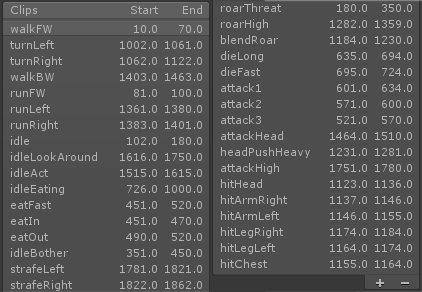 Clips Start End
walkFW 10.0 70.0
turnLeft 1002.0 1061.0
turnRight 1062.0 1122.0
walkBW 1403.0 1463.0
runFW 81.0 100.0
runLeft 1361.0 1380.0
runRight 1383.0 1401.0
idle 102.0 180.0
idleLookAround 1616.0 1750.0
idleAct 1515.0 1615.0
idleEating 726.0 1000.0
eatFast 451.0 520.0
eatIn 451.0 470.0
eatOut 490.0 520.0
idleBother 351.0 450.0
strafeLeft 1781.0 1821.0
strafeRight 1822.0 1862.0
roarThreat 180.0 350.0
roarHigh 1282.0 1359.0
blendRoar 1184.0 1230.0
dieLong 635.0 694.0
dieFast 695.0 724.0
attack1 601.0 634.0
attack2 571.0 600.0
attack3 521.0 570.0
attackHead 1464.0 1510.0
headPushHeavy 1231.0 1281.0
attackHigh 1751.0 1780.0
hitHead 1123.0 1136.0
hitArmRight 1137.0 1146.0
hitArmLeft 1146.0 1155.0
hitLegRight 1174.0 1184.0
hitLegLeft 1164.0 1174.0
hitChest 1155.0 1164.0
+ −